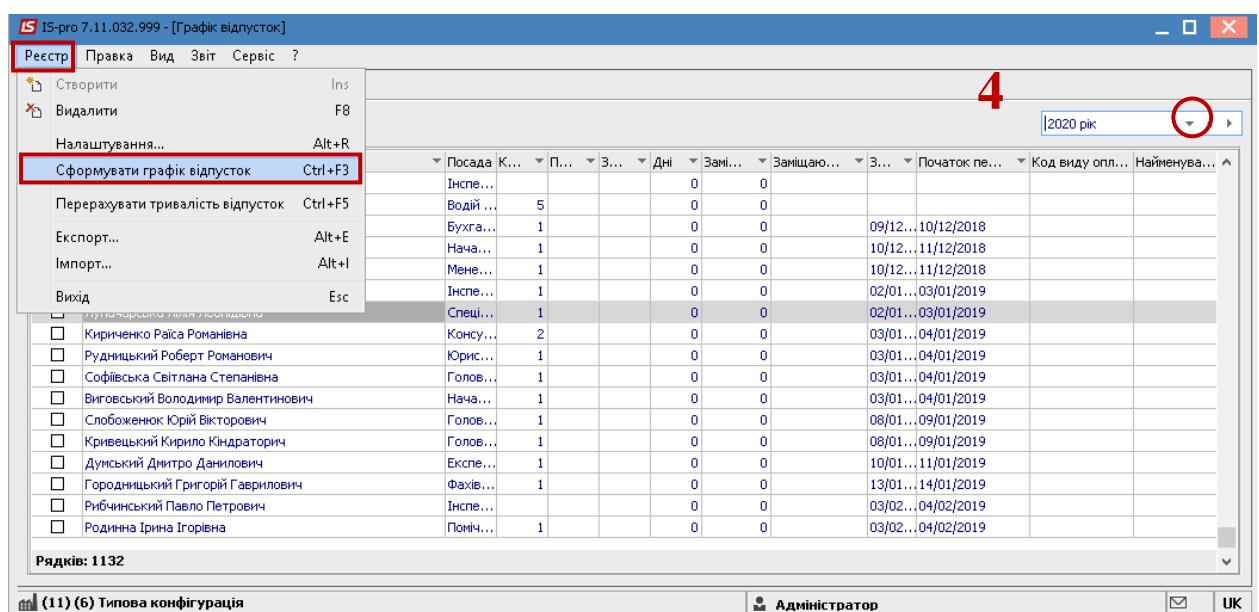 IS-pro 7.11.032.999 - [Графік відпусток]
Реєстр Правка Вид Звіт Сервіс ?
Створити Ins
Видалити F8
Налаштування... Alt+R
Сформувати графік відпусток Ctrl+F3
Перерахувати тривалість відпусток Ctrl+F5
Експорт... Alt+E
Імпорт... Alt+I
Вихід Esc
4
2020 рік
Посада К... П... З... Дні Замі... Заміщаю... З... Початок пе... Код виду опл... Найменува...
Інспе... 0 0
Водій ... 5 0 0
Бухга... 1 0 0 09/12... 10/12/2018
Нача... 1 0 0 10/12... 11/12/2018
Мене... 1 0 0 10/12... 11/12/2018
Інспе... 1 0 0 02/01... 03/01/2019
Спеці... 1 0 0 02/01... 03/01/2019
Кириченко Раїса Романівна Консу... 2 0 0 03/01... 04/01/2019
Рудницький Роберт Романович Юрис... 1 0 0 03/01... 04/01/2019
Софіївська Світлана Степанівна Голов... 1 0 0 03/01... 04/01/2019
Виговський Володимир Валентинович Нача... 1 0 0 03/01... 04/01/2019
Слобоженюк Юрій Вікторович Голов... 1 0 0 08/01... 09/01/2019
Кривецький Кирило Кіндраторич Голов... 1 0 0 08/01... 09/01/2019
Думський Дмитро Данилович Експе... 1 0 0 10/01... 11/01/2019
Городницький Григорій Гаврилович Фахів... 1 0 0 13/01... 14/01/2019
Рибчинський Павло Петрович Інспе... 0 0 03/02... 04/02/2019
Родинна Ірина Ігорівна Поміч... 1 0 0 03/02... 04/02/2019
Рядків: 1132
(11) (6) Типова конфігурація Адміністратор UK